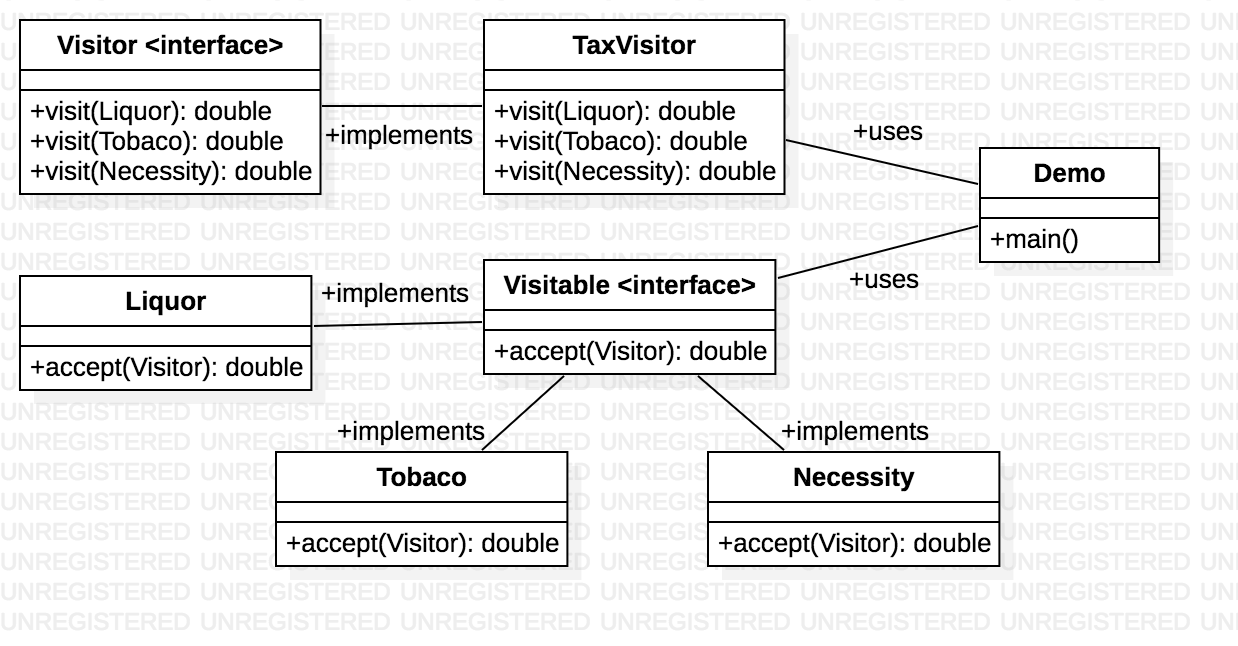 Visitor <interface>
+visit(Liquor): double
+visit(Tobaco): double
+visit(Necessity): double
+implements
TaxVisitor
+visit(Liquor): double
+visit(Tobaco): double
+visit(Necessity): double
+uses
Demo
+main()
Liquor
+accept(Visitor): double
+implements
Visitable <interface>
+accept(Visitor): double
+uses
+implements
+implements
Tobaco
+accept(Visitor): double
Necessity
+accept(Visitor): double
UNREGISTERED